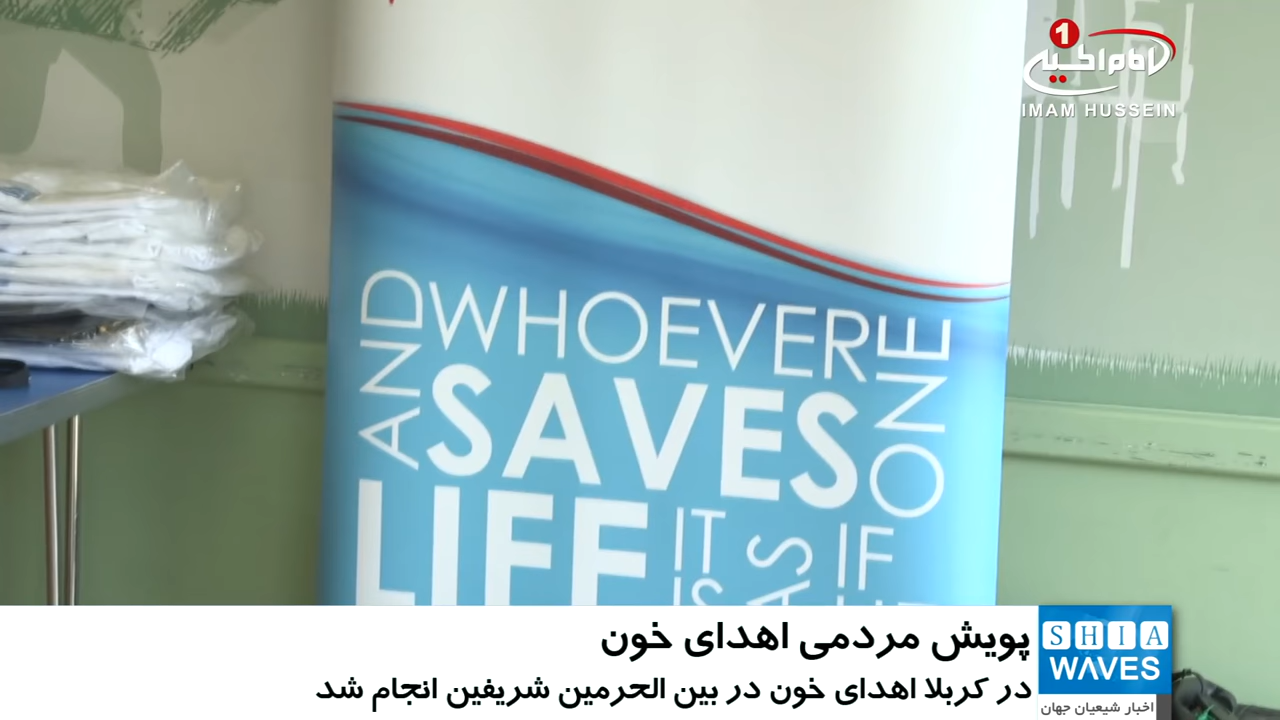 1
امام الحسین
IMAM HUSSEIN
AND WHOEVER
SAVES ONE
LIFE IT IS AS IF
پویش مردمی اهدای خون
در کربلا اهدای خون در بین الحرمین شریفین انجام شد
SHIA
WAVES
اخبار شیعیان جهان